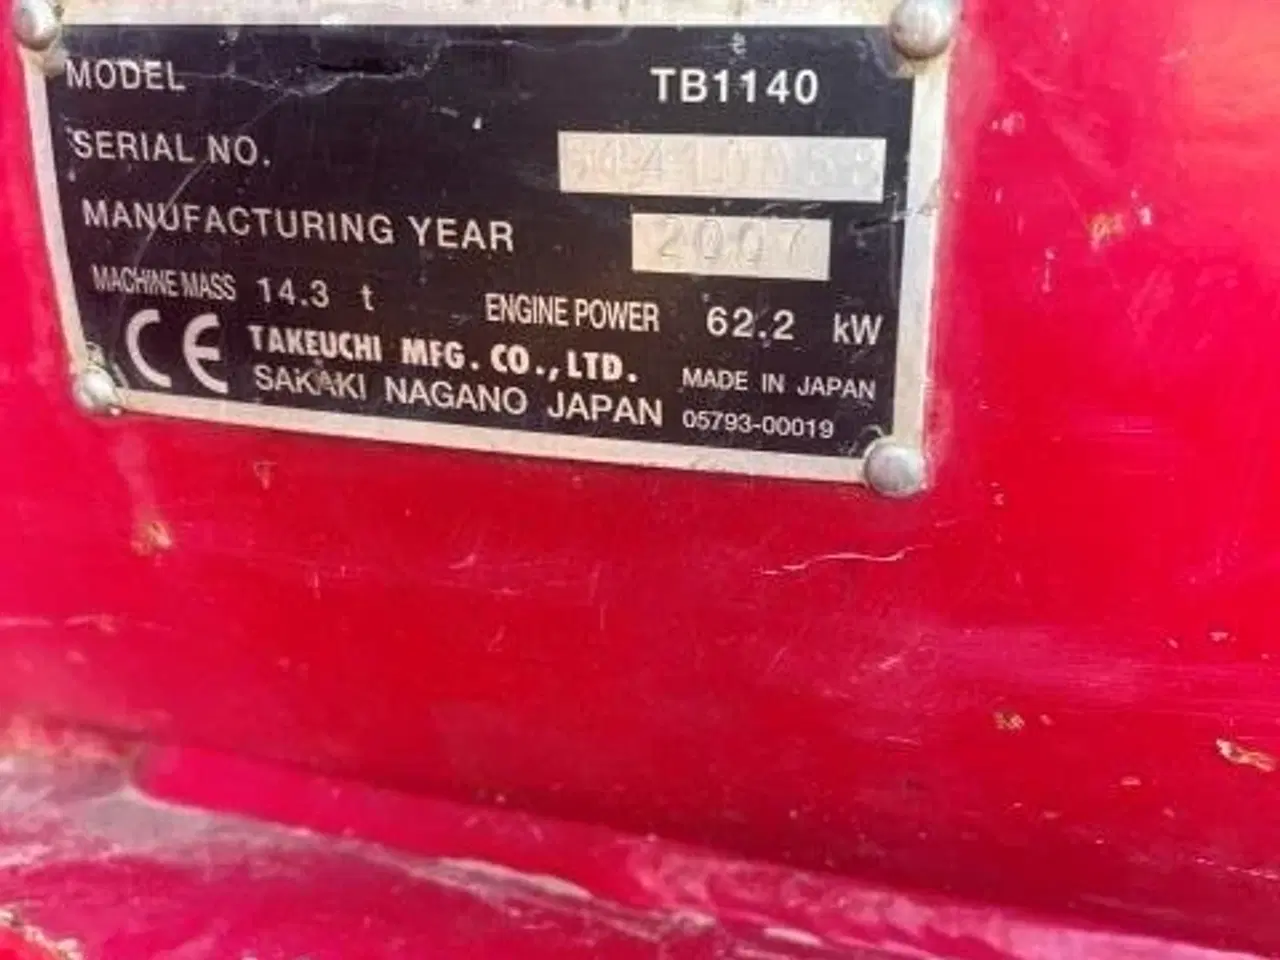 MODEL TB1140
SERIAL NO.
MANUFACTURING YEAR 2007
MACHINE MASS 14.3 t ENGINE POWER 62.2 kW
CE TAKEUCHI MFG. CO., LTD.
SAKAKI NAGANO JAPAN
MADE IN JAPAN
05793-00019